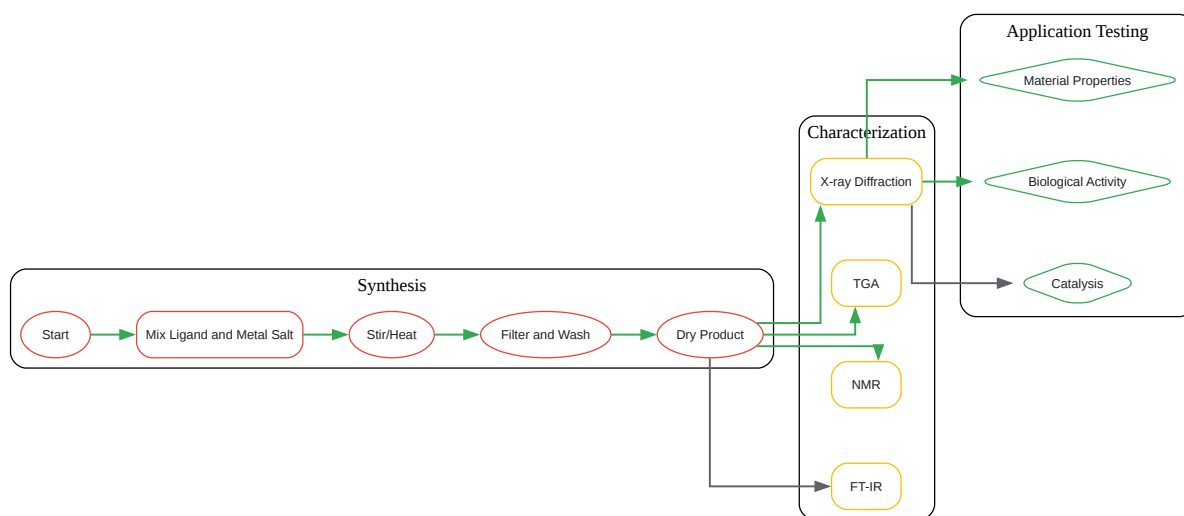 Application Testing
Material Properties
Characterization
X-ray Diffraction
Biological Activity
Synthesis
TGA
Catalysis
Start
Mix Ligand and Metal Salt
Stir/Heat
Filter and Wash
Dry Product
NMR
FT-IR